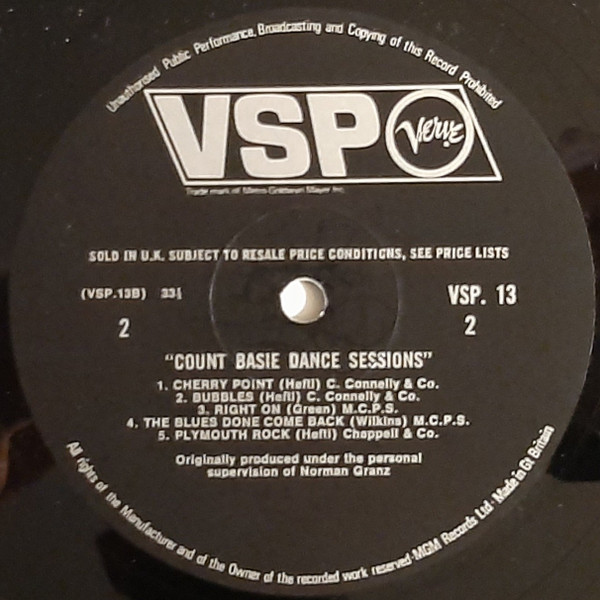 Unauthorised Public Performance, Broadcasting and Copying of this Record Prohibited
VSP Verve
Trade mark of Metro Goldwyn Mayer Inc.
SOLD IN U.K. SUBJECT TO RESALE PRICE CONDITIONS, SEE PRICE LISTS
(VSP.13B) 33⅓ VSP. 13
2 2
"COUNT BASIE DANCE SESSIONS"
1. CHERRY POINT (Hefti) C. Connelly & Co.
2. BUBBLES (Hefti) C. Connelly & Co.
3. RIGHT ON (Green) M.C.P.S.
4. THE BLUES DONE COME BACK (Wilkins) M.C.P.S.
5. PLYMOUTH ROCK (Hefti) Chappell & Co.
Originally produced under the personal
supervision of Norman Granz
All rights of the Manufacturer and of the Owner of the recorded work reserved·MGM Records Ltd·Made in Gt Britain